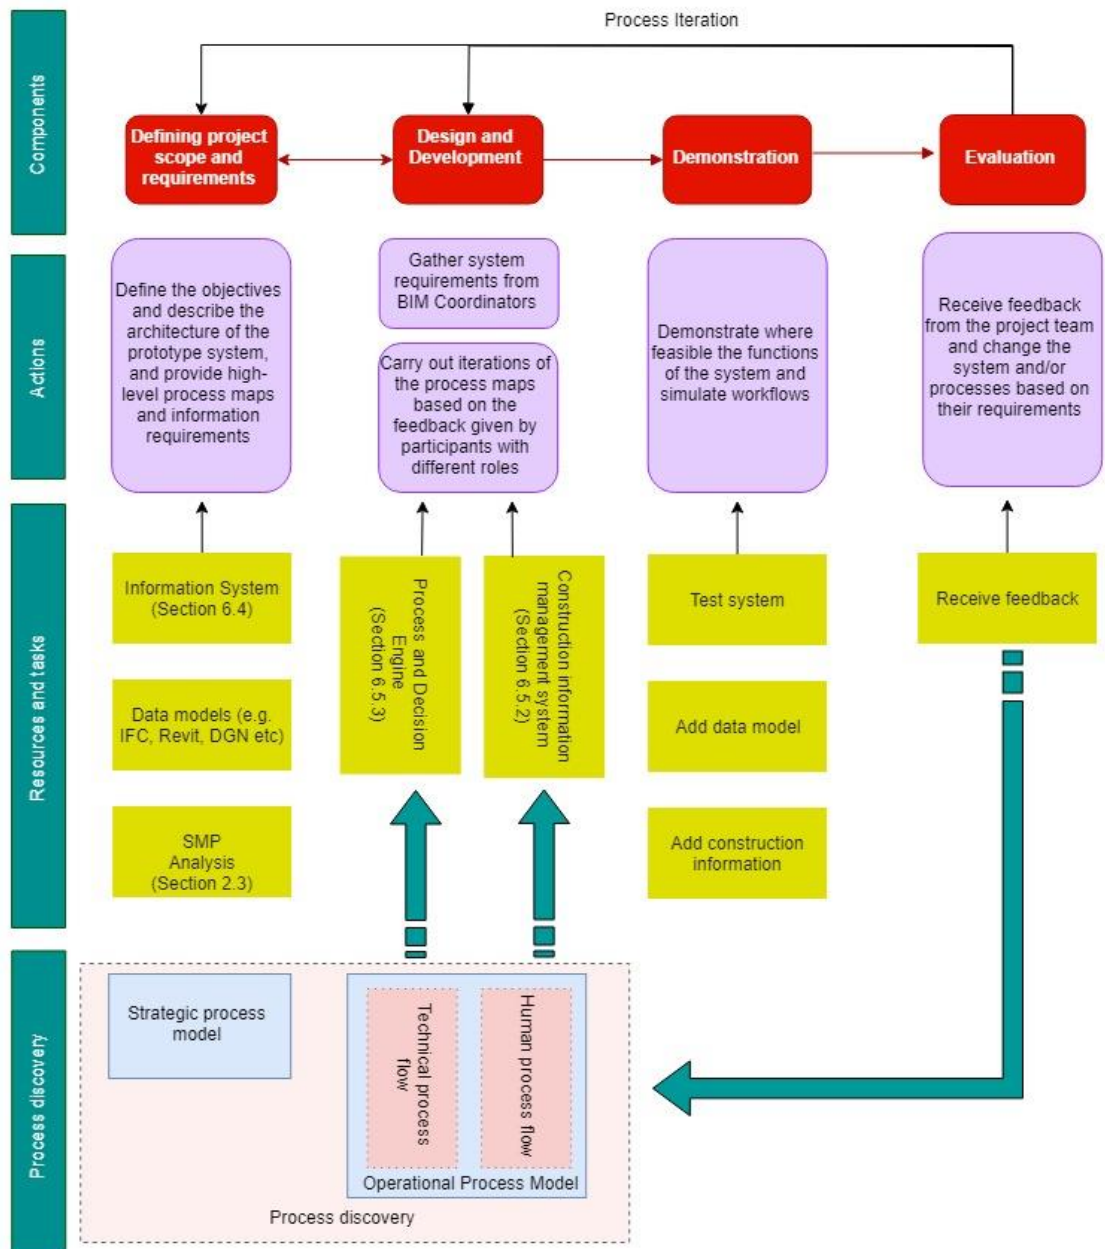 Process Iteration
Components
Defining project
scope and
requirements
Design and
Development
Demonstration
Evaluation
Actions
Define the objectives
and describe the
architecture of the
prototype system,
and provide high-
level process maps
and information
requirements
Gather system
requirements from
BIM Coordinators
Carry out iterations of
the process maps
based on the
feedback given by
participants with
different roles
Demonstrate where
feasible the functions
of the system and
simulate workflows
Receive feedback
from the project team
and change the
system and/or
processes based on
their requirements
Resources and tasks
Information System
(Section 6.4)
Data models (e.g.
IFC, Revit, DGN etc)
SMP
Analysis
(Section 2.3)
Process and Decision
Engine
(Section 6.5.3)
Construction information
management system
(Section 6.5.2)
Test system
Add data model
Add construction
information
Receive feedback
Process discovery
Strategic process
model
Technical process
flow
Human process flow
Operational Process Model
Process discovery